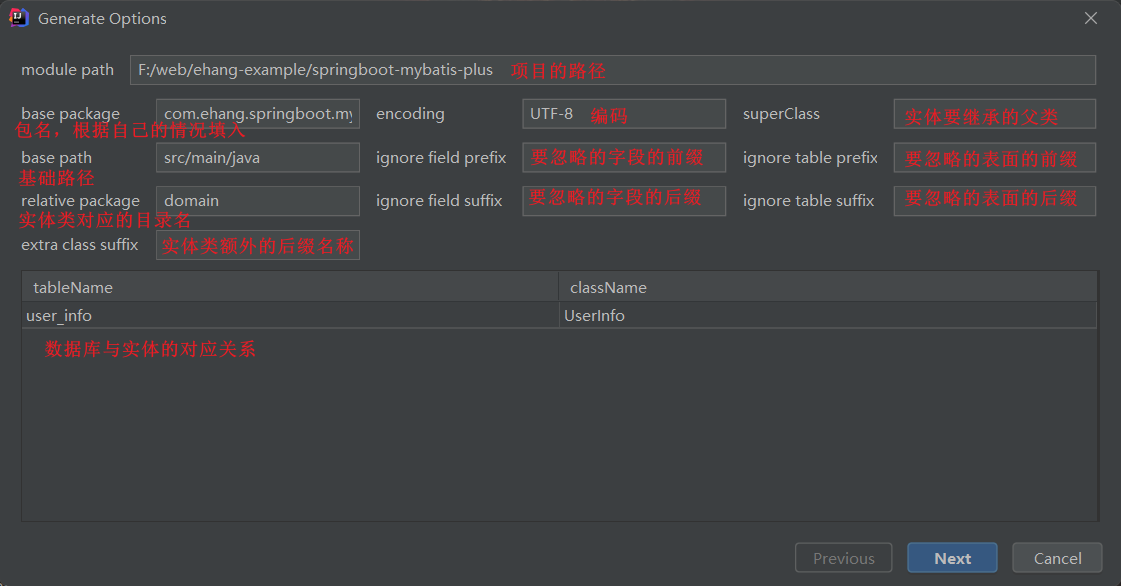 Generate Options
module path F:/web/ehang-example/springboot-mybatis-plus 项目的路径
base package com.ehang.springboot.my encoding UTF-8 编码 superClass 实体要继承的父类
包名，根据自己的情况填入
base path src/main/java ignore field prefix 要忽略的字段的前缀 ignore table prefix 要忽略的表面的前缀
基础路径
relative package domain ignore field suffix 要忽略的字段的后缀 ignore table suffix 要忽略的表面的后缀
实体类对应的目录名
extra class suffix 实体类额外的后缀名称
tableName className
user_info UserInfo
数据库与实体的对应关系
Previous Next Cancel